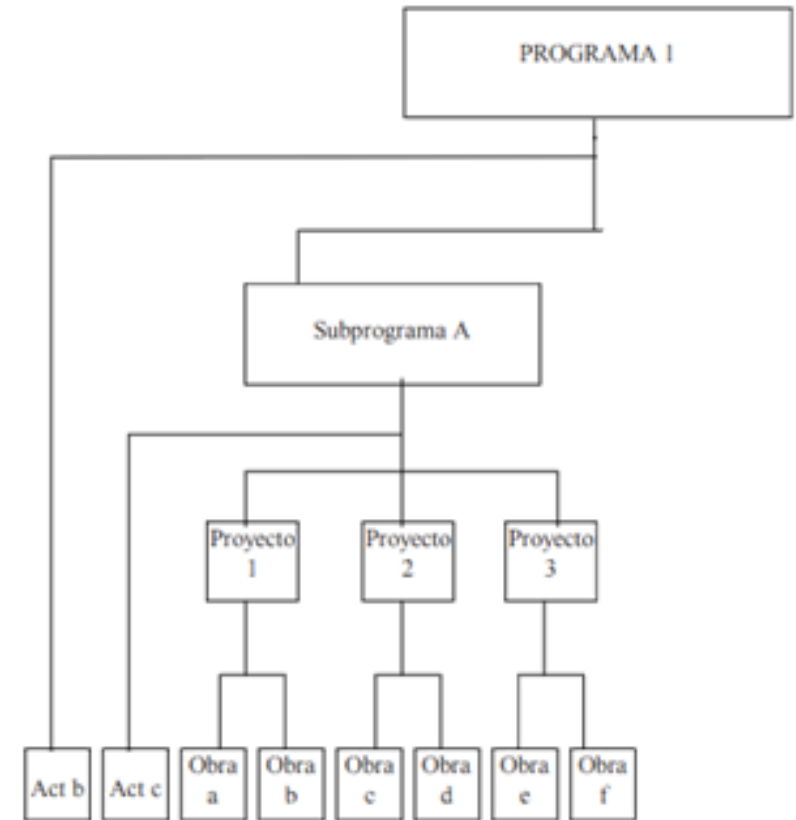 PROGRAMA 1
Subprograma A
Proyecto
1
Proyecto
2
Proyecto
3
Act b
Act c
Obra
a
Obra
b
Obra
c
Obra
d
Obra
e
Obra
f